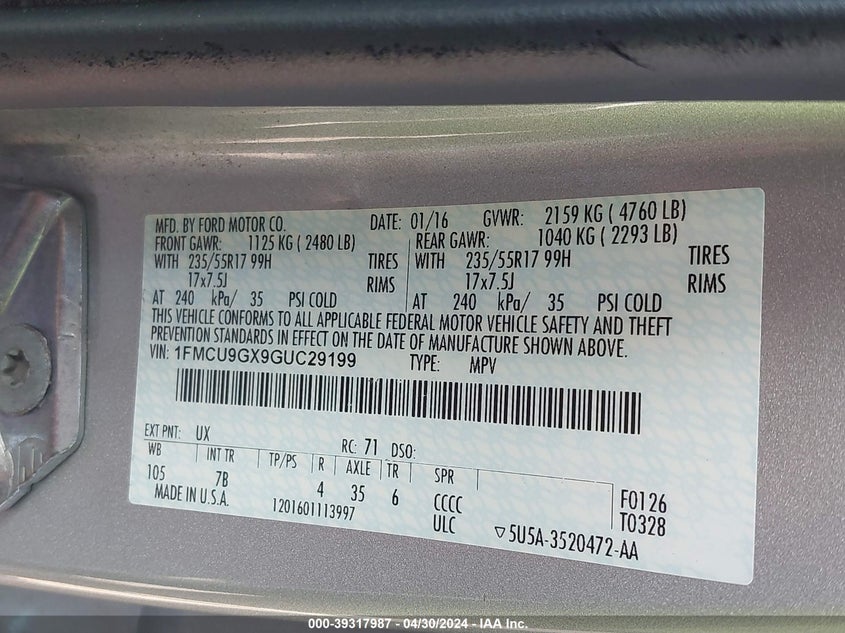 MFD. BY FORD MOTOR CO. DATE: 01/16 GVWR: 2159 KG ( 4760 LB)
FRONT GAWR: 1125 KG ( 2480 LB) REAR GAWR: 1040 KG ( 2293 LB)
WITH 235/55R17 99H TIRES WITH 235/55R17 99H TIRES
17x7.5J RIMS 17x7.5J RIMS
AT 240 kPa/ 35 PSI COLD AT 240 kPa/ 35 PSI COLD
THIS VEHICLE CONFORMS TO ALL APPLICABLE FEDERAL MOTOR VEHICLE SAFETY AND THEFT
PREVENTION STANDARDS IN EFFECT ON THE DATE OF MANUFACTURE SHOWN ABOVE.
VIN: 1FMCU9GX9GUC29199 TYPE: MPV
EXT PNT: UX RC: 71 DSO:
WB INT TR TP/PS R AXLE TR SPR
105 7B 4 35 6 CCCC F0126
MADE IN U.S.A. 1201601113997 ULC T0328
▽5U5A-3520472-AA
000-39317987 - 04/30/2024 - IAA Inc.